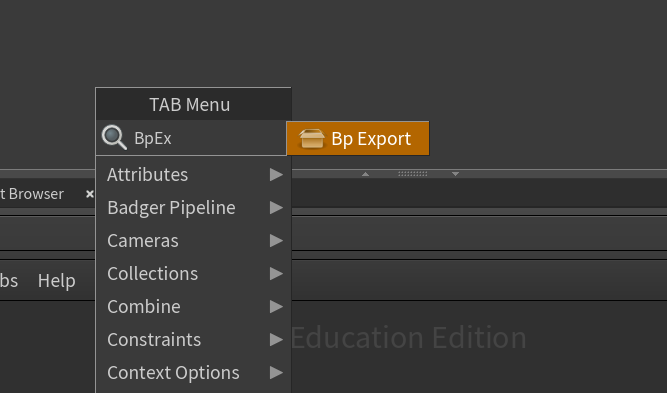 TAB Menu
BpEx
Bp Export
Attributes
t Browser
Badger Pipeline
Cameras
Collections
bs Help
Combine
Education Edition
Constraints
Context Options